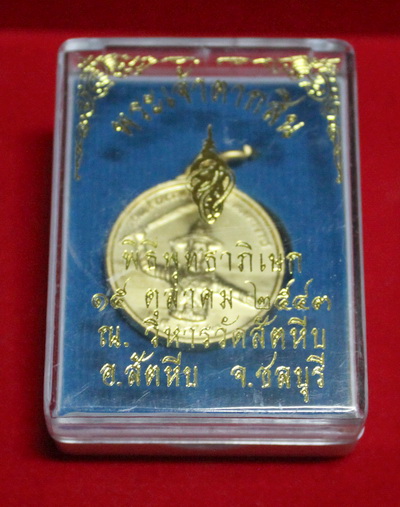 พระเจ้าตากสิน
พิธีพุทธาภิเษก
๑๕ ตุลาคม ๒๕๔๓
ณ. วิหารวัดสัตหีบ
อ.สัตหีบ จ.ชลบุรี